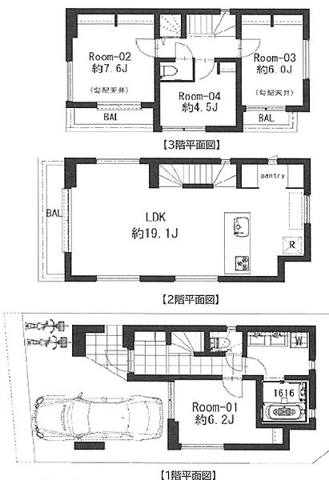 Room-02
約7.6J
(勾配天井)
Room-03
約6.0J
(勾配天井)
Room-04
約4.5J
BAL
BAL
【3階平面図】
pantry
BAL
LDK
約19.1J
R
【2階平面図】
W
1616
Room-01
約6.2J
【1階平面図】